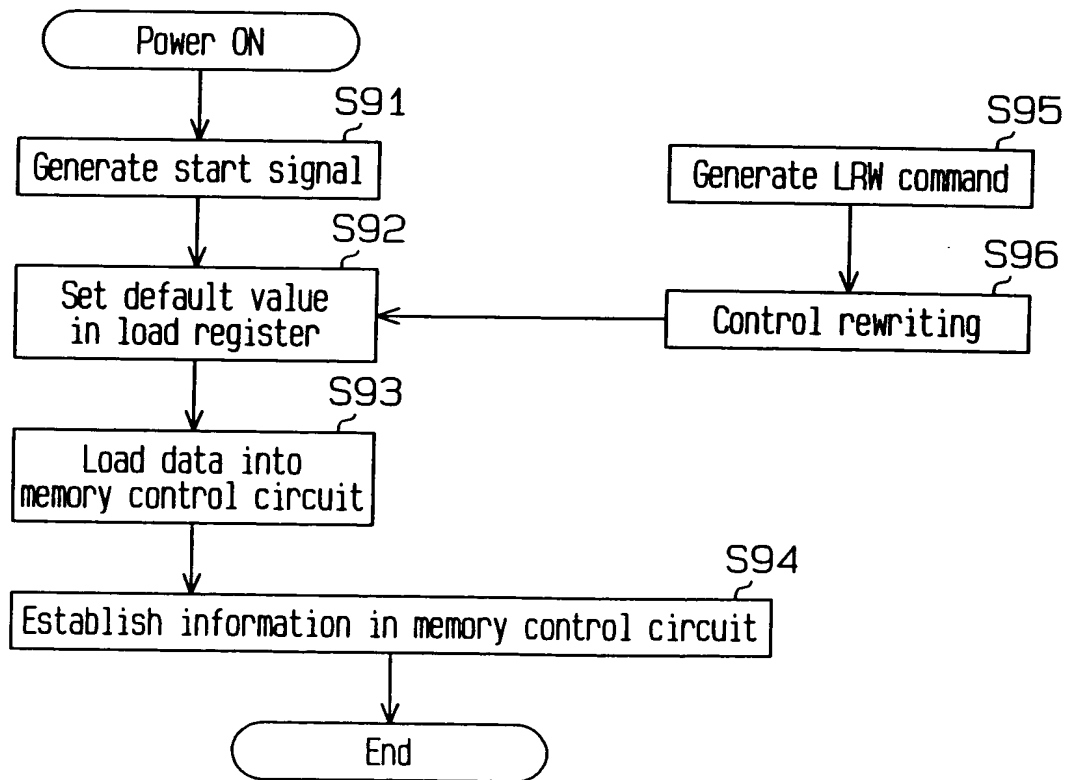 Power ON
S91
Generate start signal
S92
Set default value
in load register
S93
Load data into
memory control circuit
S94
Establish information in memory control circuit
End
S95
Generate LRW command
S96
Control rewriting